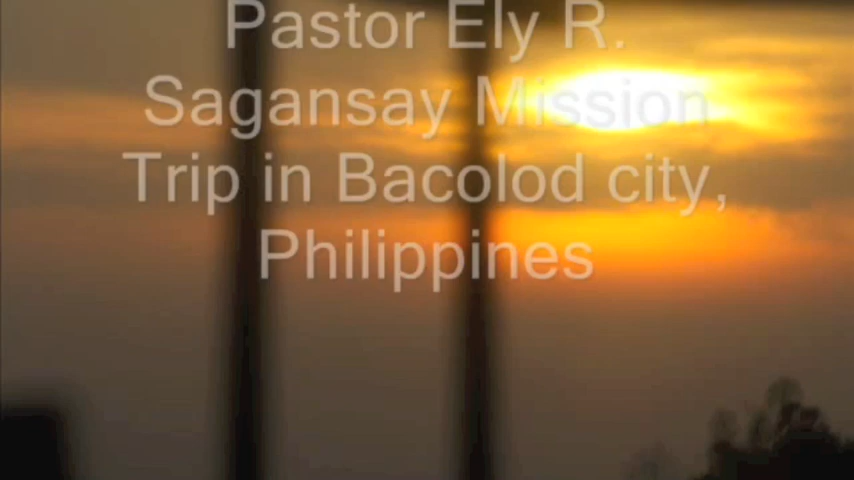 Pastor Ely R.
Sagansay Mission
Trip in Bacolod city,
Philippines